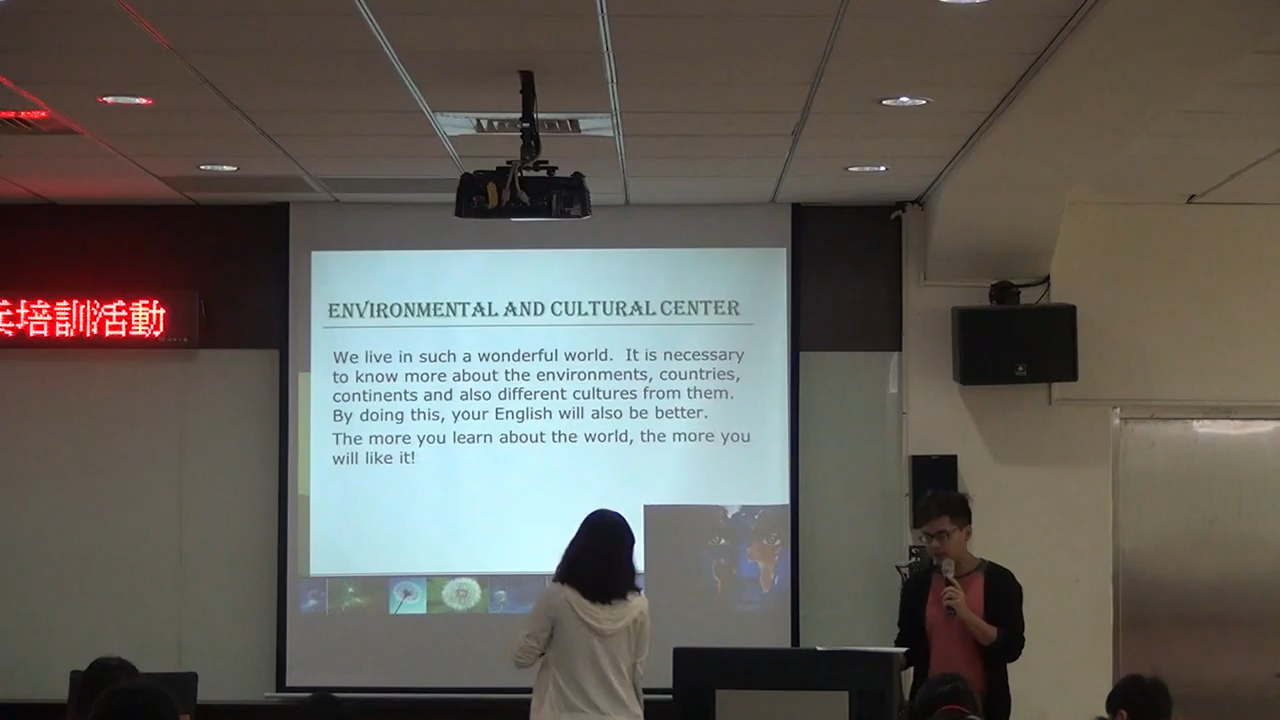 培訓活動
ENVIRONMENTAL AND CULTURAL CENTER
We live in such a wonderful world. It is necessary
to know more about the environments, countries,
continents and also different cultures from them.
By doing this, your English will also be better.
The more you learn about the world, the more you
will like it!